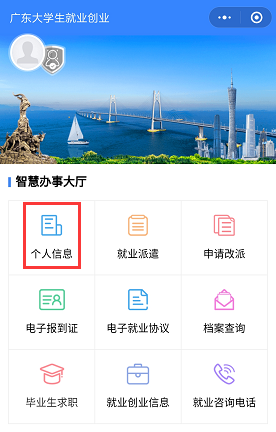 广东大学生就业创业
智慧办事大厅
个人信息
就业派遣
申请改派
电子报到证
电子就业协议
档案查询
毕业生求职
就业创业信息
就业咨询电话